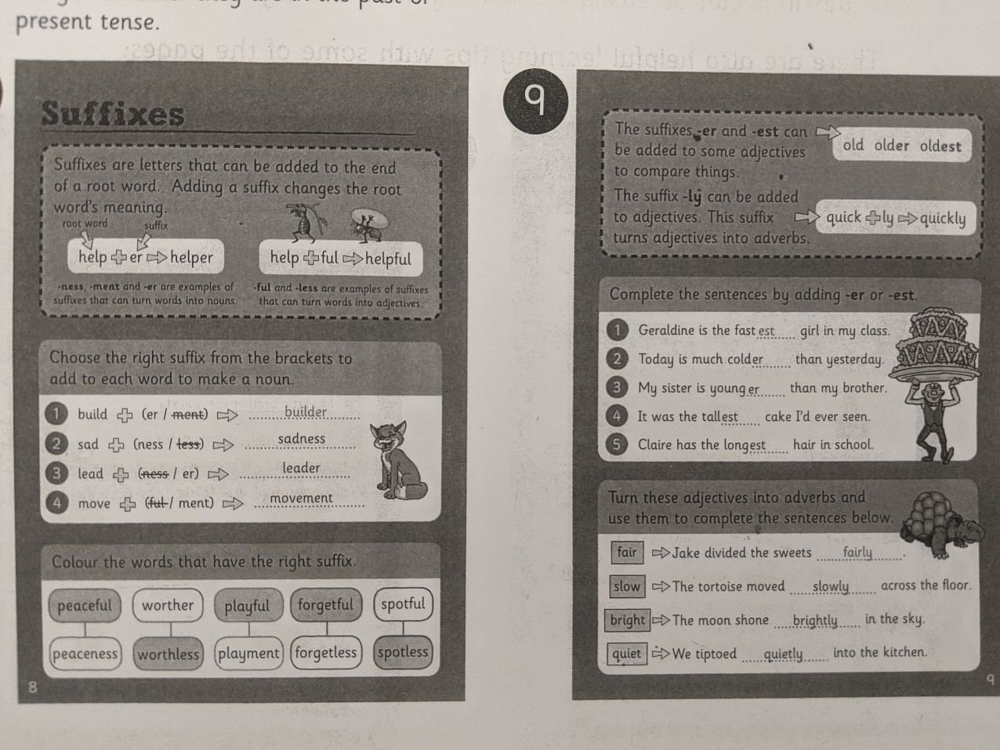 present tense.
Suffixes
Suffixes are letters that can be added to the end
of a root word. Adding a suffix changes the root
word's meaning.
root word suffix
help + er ⇨ helper
help + ful ⇨ helpful
-ness, -ment and -er are examples of
suffixes that can turn words into nouns.
-ful and -less are examples of suffixes
that can turn words into adjectives.
Choose the right suffix from the brackets to
add to each word to make a noun.
1 build + (er / ment) ⇨ builder
2 sad + (ness / less) ⇨ sadness
3 lead + (ness / er) ⇨ leader
4 move + (ful / ment) ⇨ movement
Colour the words that have the right suffix.
peaceful worther playful forgetful spotful
peaceness worthless playment forgetless spotless
8
9
The suffixes -er and -est can
be added to some adjectives
to compare things.
old older oldest
The suffix -ly can be added
to adjectives. This suffix
turns adjectives into adverbs.
quick + ly ⇨ quickly
Complete the sentences by adding -er or -est.
1 Geraldine is the fastest girl in my class.
2 Today is much colder than yesterday.
3 My sister is younger than my brother.
4 It was the tallest cake I'd ever seen.
5 Claire has the longest hair in school.
Turn these adjectives into adverbs and
use them to complete the sentences below.
fair ⇨ Jake divided the sweets fairly.
slow ⇨ The tortoise moved slowly across the floor.
bright ⇨ The moon shone brightly in the sky.
quiet ⇨ We tiptoed quietly into the kitchen.
9